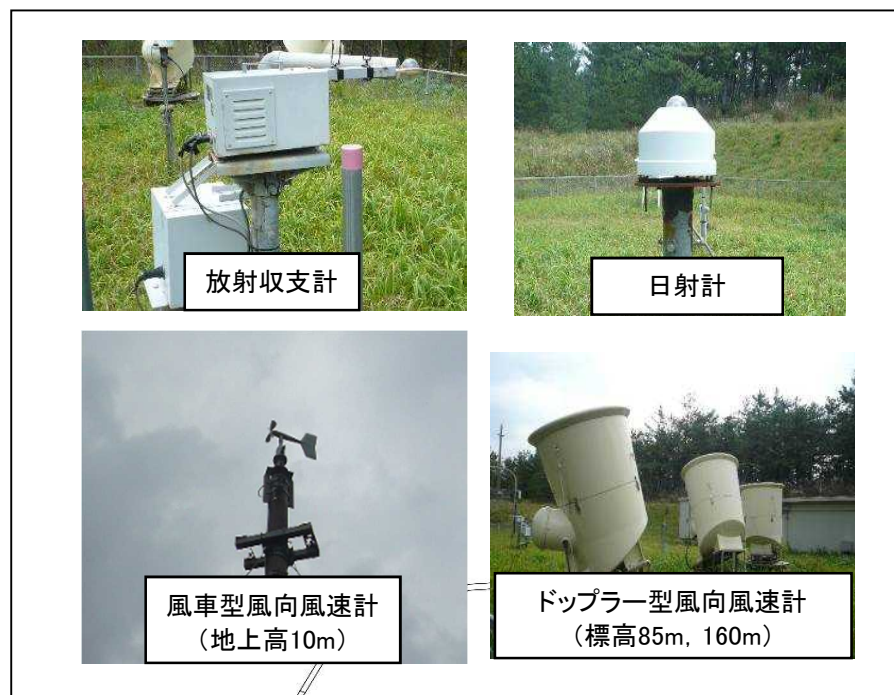 放射収支計
日射計
風車型風向風速計
（地上高10m）
ドップラー型風向風速計
（標高85m，160m）